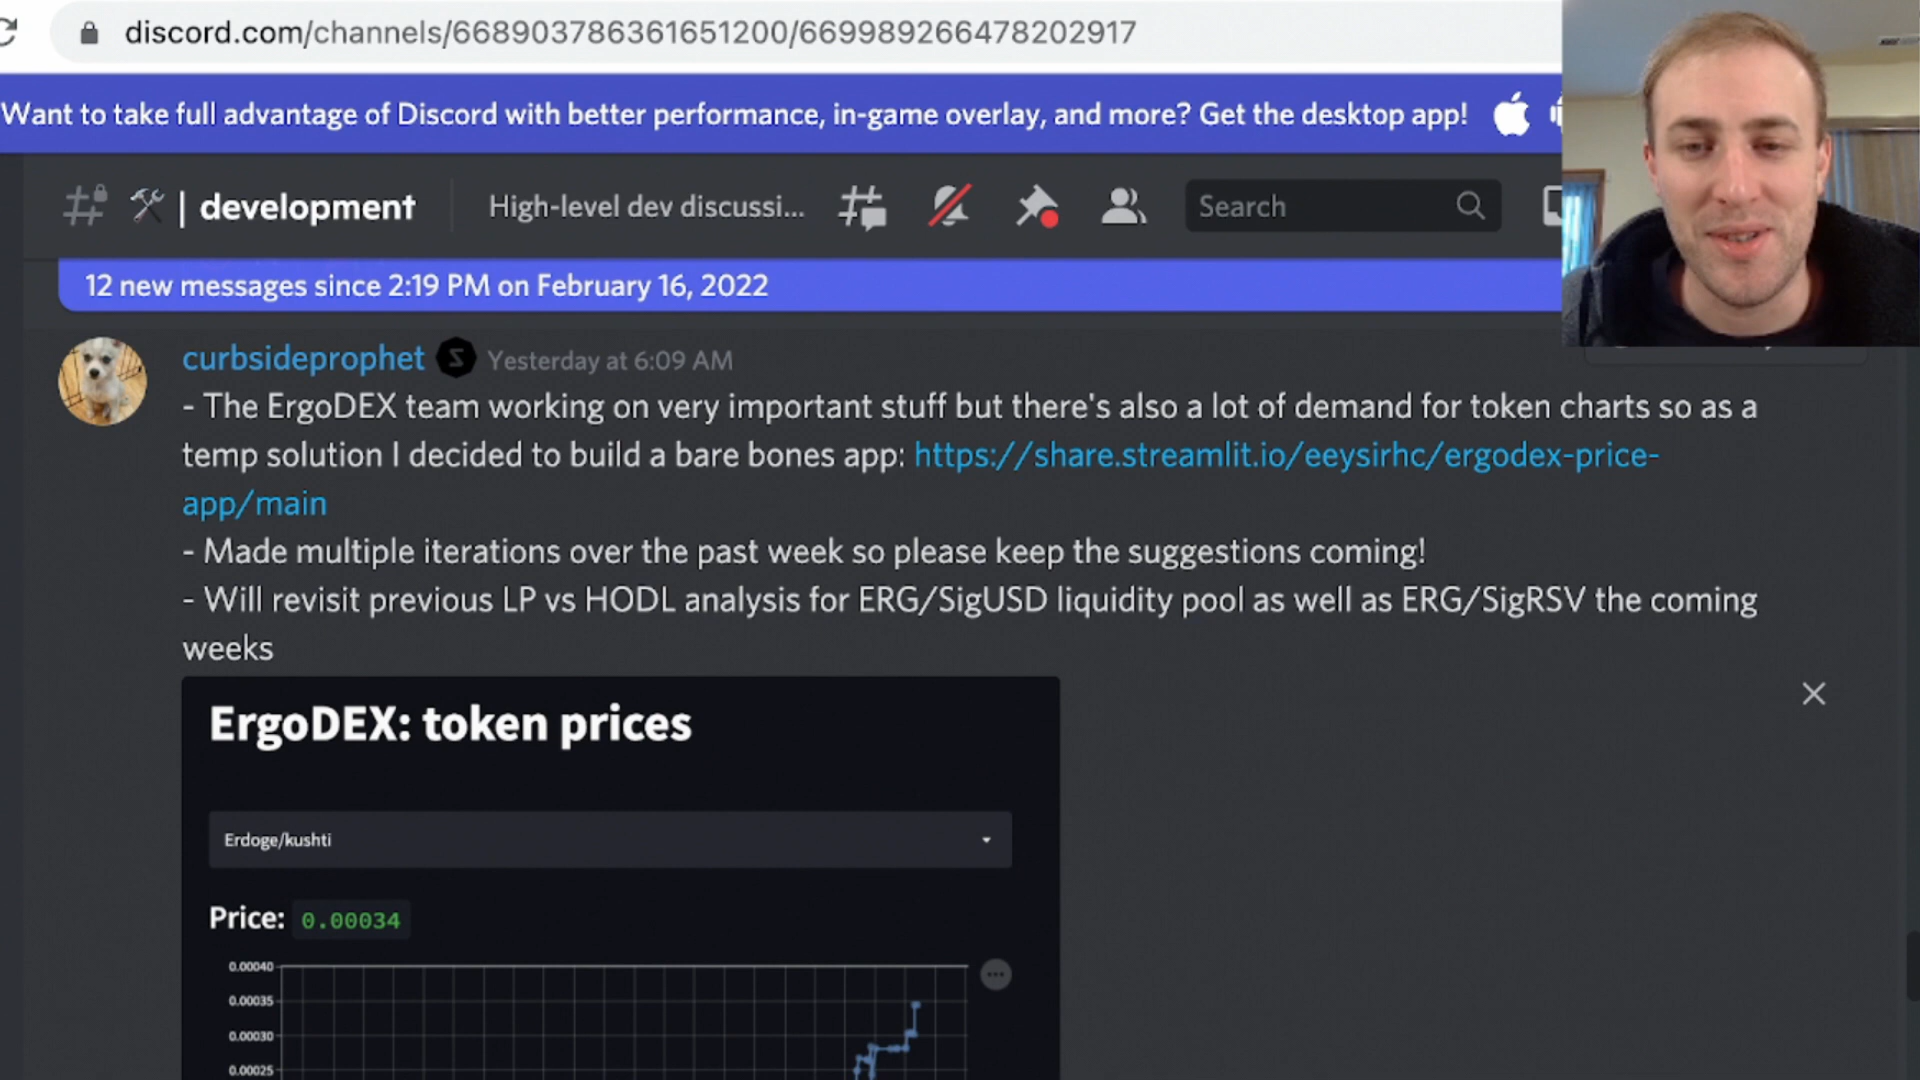 discord.com/channels/668903786361651200/669989266478202917
Want to take full advantage of Discord with better performance, in-game overlay, and more? Get the desktop app!
| development
High-level dev discussi...
Search
12 new messages since 2:19 PM on February 16, 2022
curbsideprophet Yesterday at 6:09 AM
- The ErgoDEX team working on very important stuff but there's also a lot of demand for token charts so as a
temp solution I decided to build a bare bones app: https://share.streamlit.io/eeysirhc/ergodex-price-
app/main
- Made multiple iterations over the past week so please keep the suggestions coming!
- Will revisit previous LP vs HODL analysis for ERG/SigUSD liquidity pool as well as ERG/SigRSV the coming
weeks
ErgoDEX: token prices
Erdoge/kushti
Price: 0.00034
0.00040
0.00035
0.00030
0.00025